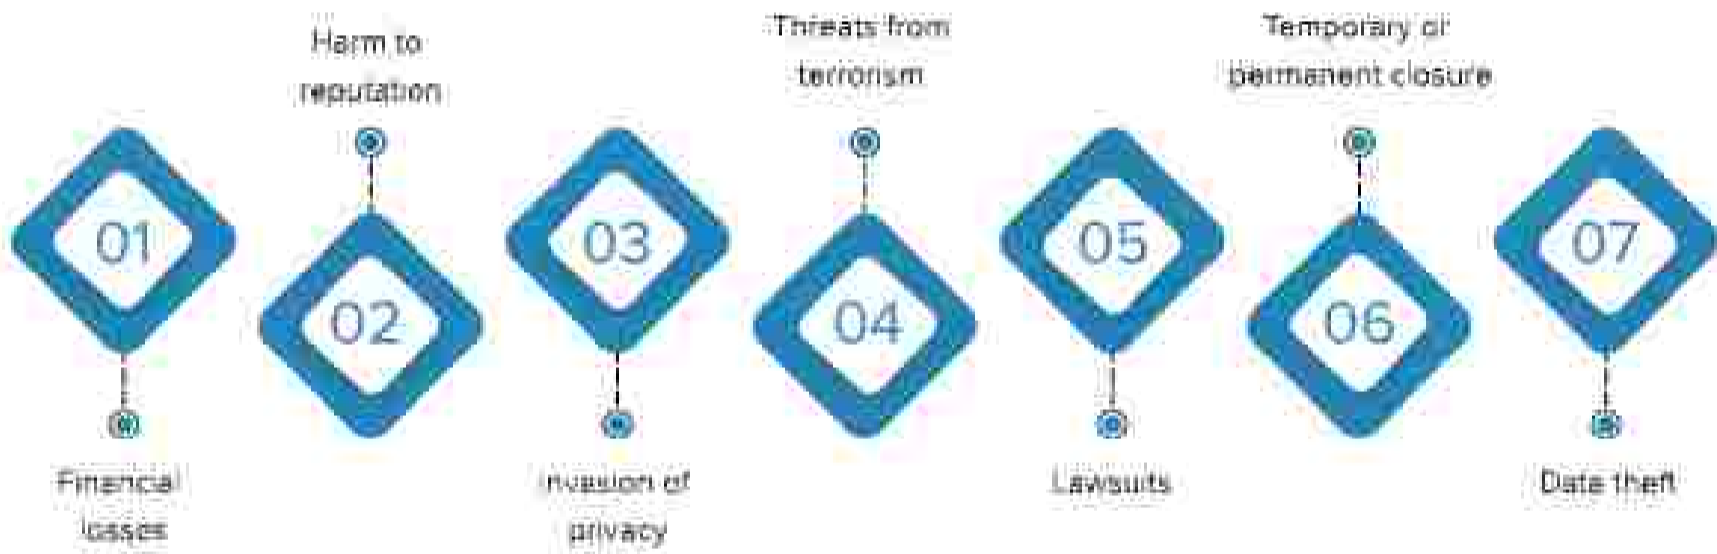 01
Financial
losses
Harm to
reputation
02
03
Invasion of
privacy
Threats from
terrorism
04
05
Lawsuits
Temporary or
permanent closure
06
07
Data theft